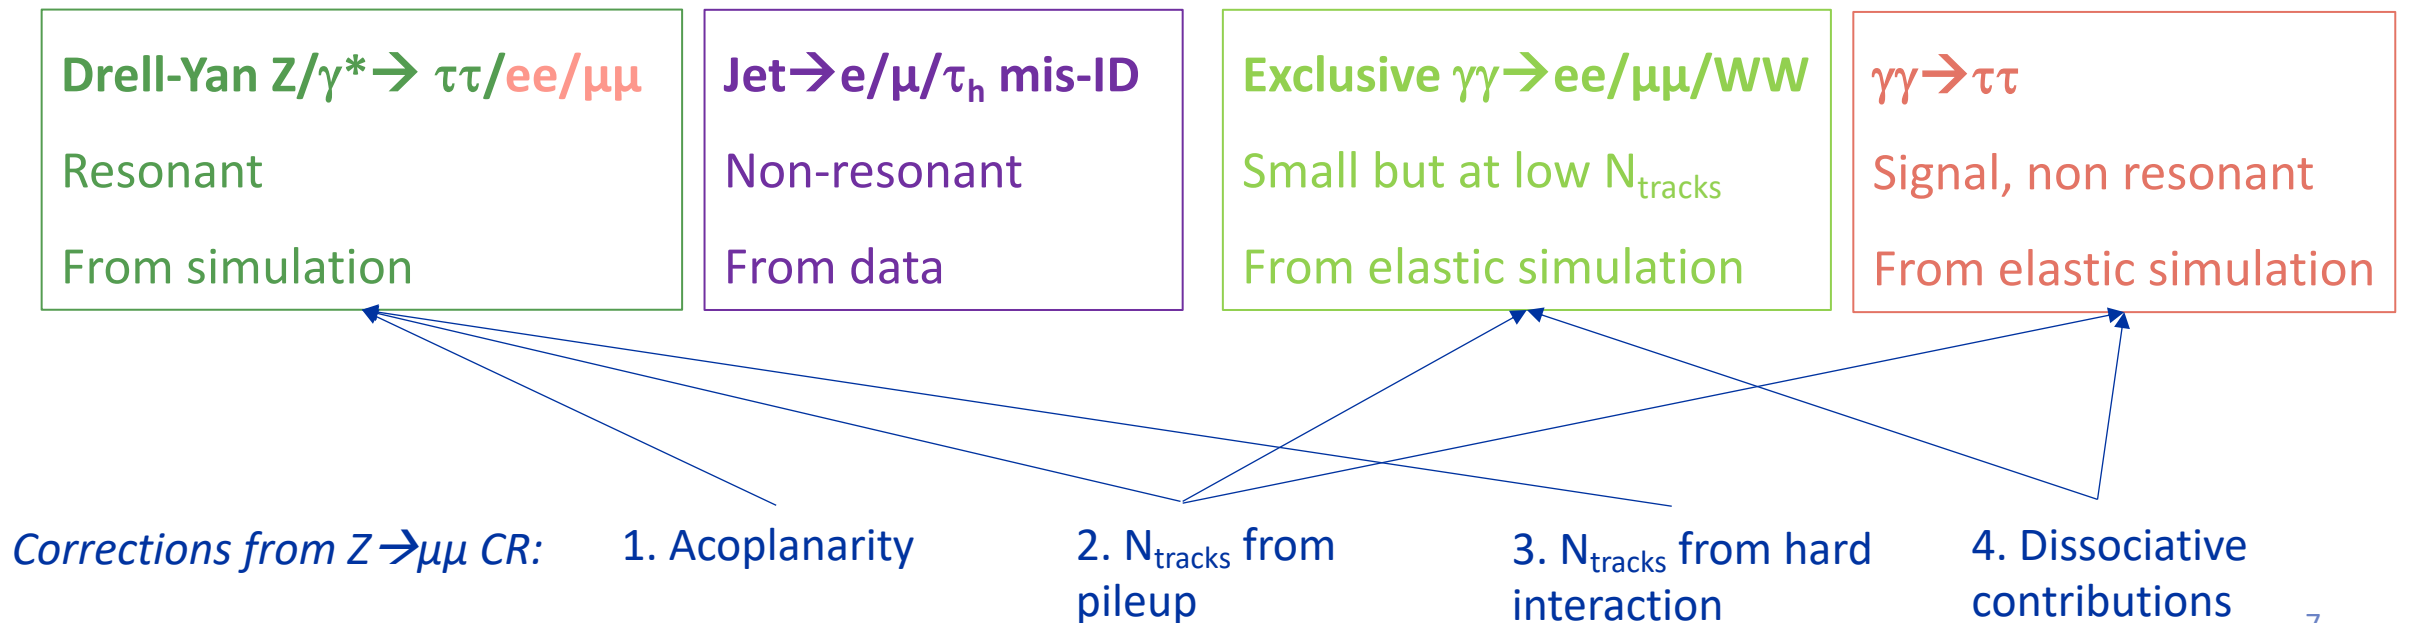 Drell-Yan Z/γ*→ ττ/ee/μμ
Resonant
From simulation
Jet→e/μ/τh mis-ID
Non-resonant
From data
Exclusive γγ→ee/μμ/WW
Small but at low Ntracks
From elastic simulation
γγ→ττ
Signal, non resonant
From elastic simulation
Corrections from Z→μμ CR:
1. Acoplanarity
2. Ntracks from
pileup
3. Ntracks from hard
interaction
4. Dissociative
contributions
7